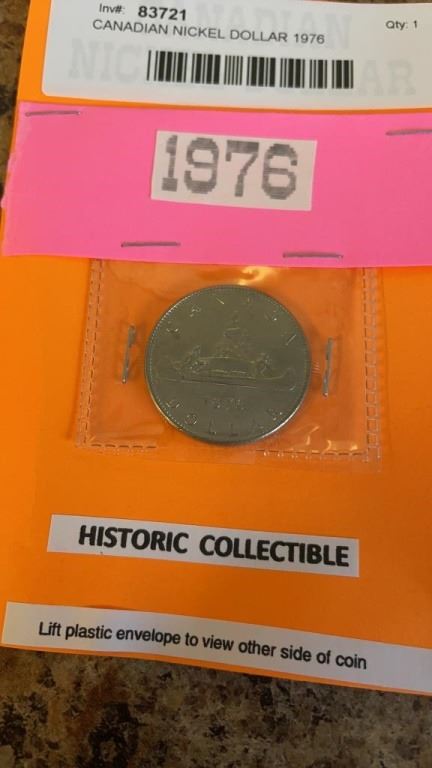 Inv#: 83721 Qty: 1
CANADIAN NICKEL DOLLAR 1976
1976
CANADA
1976
DOLLAR
HISTORIC COLLECTIBLE
Lift plastic envelope to view other side of coin